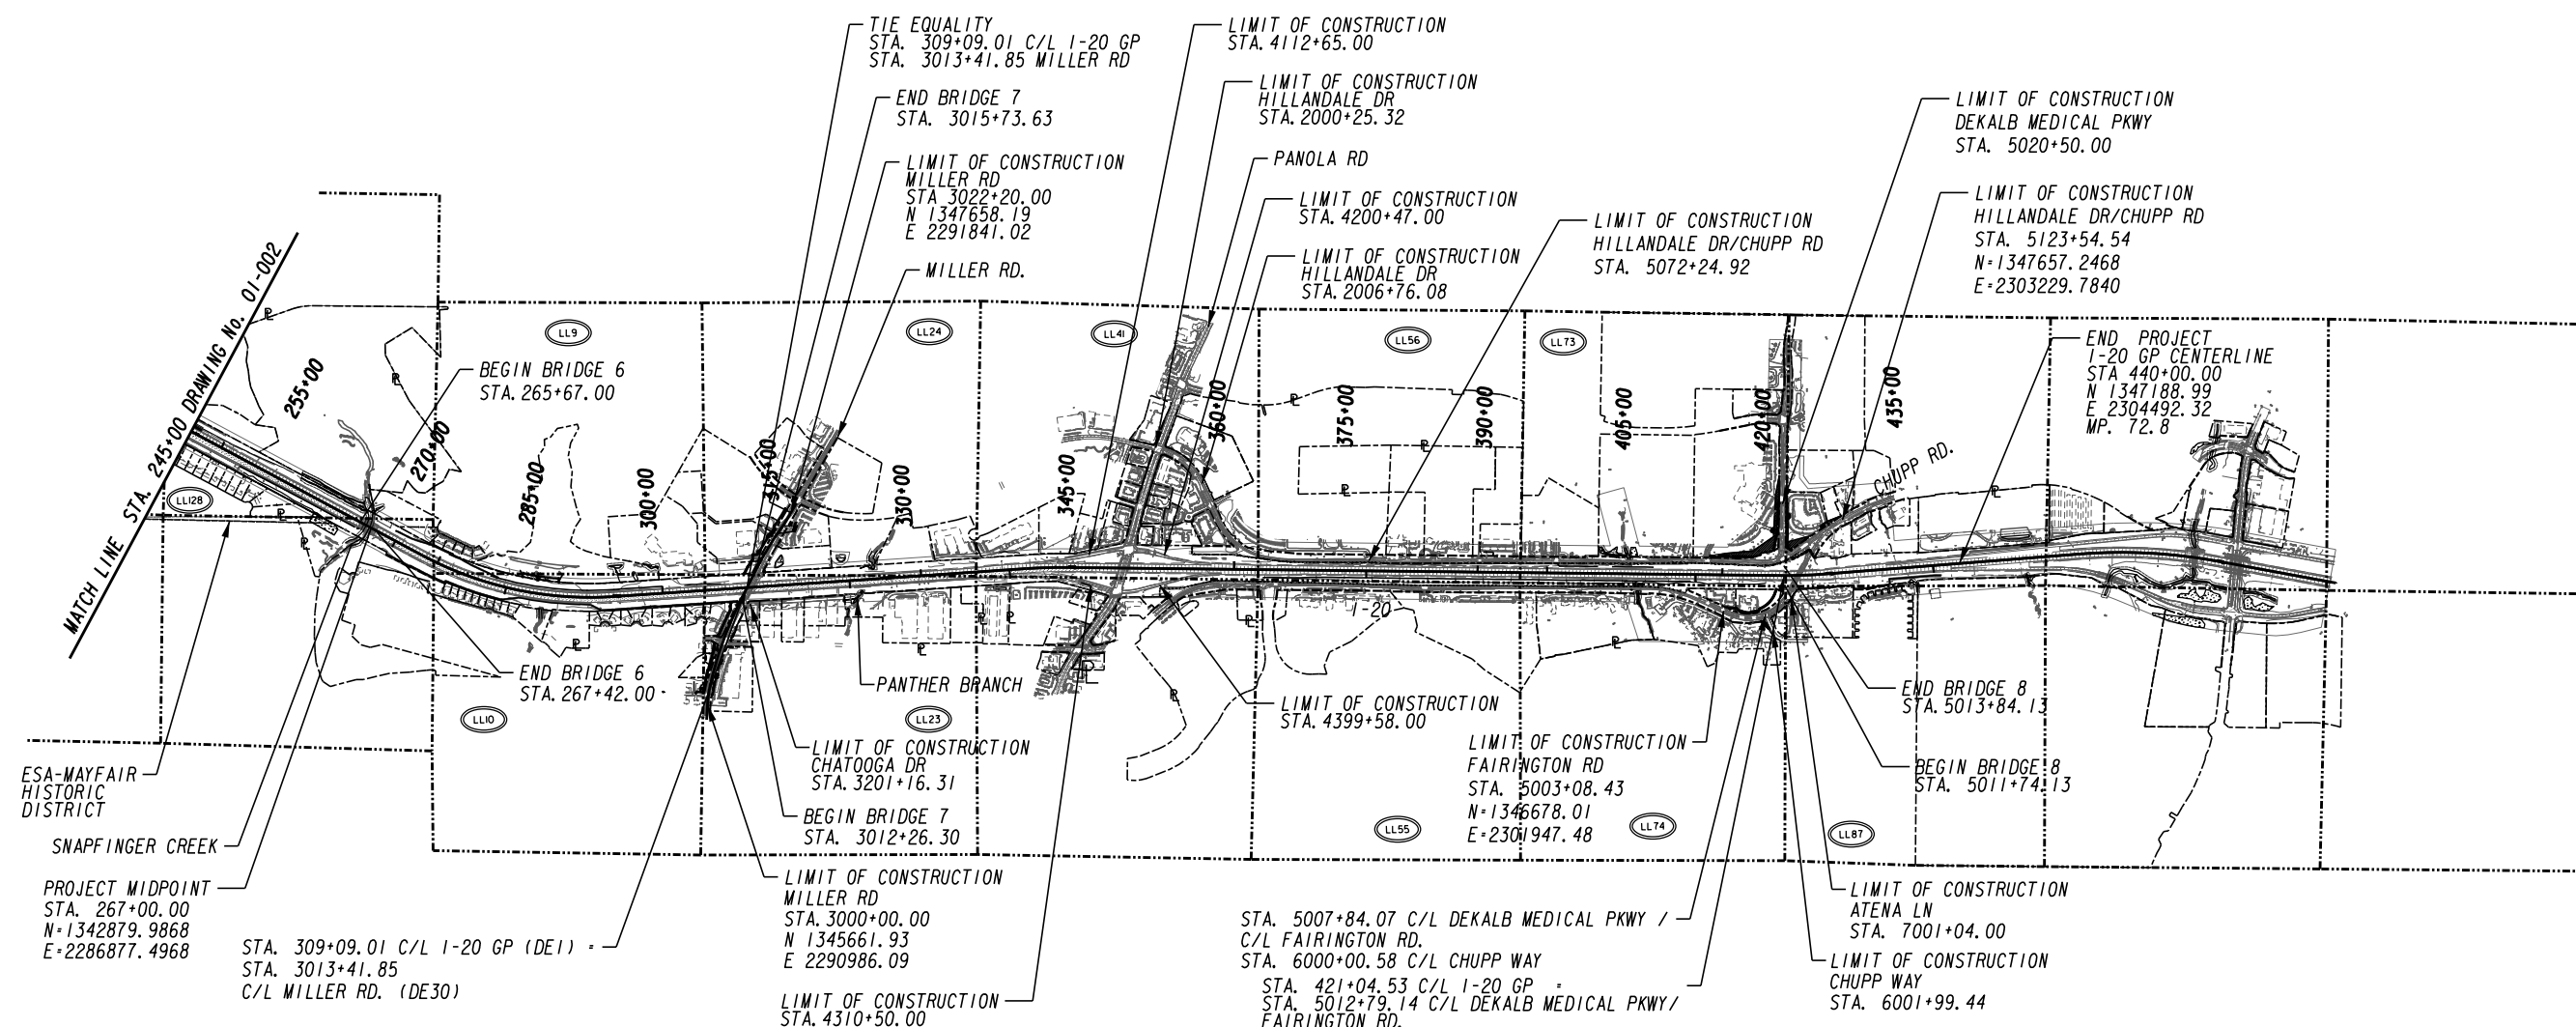 TIE EQUALITY
STA. 309+09.01 C/L I-20 GP
STA. 3013+41.85 MILLER RD
END BRIDGE 7
STA. 3015+73.63
LIMIT OF CONSTRUCTION
MILLER RD
STA 3022+20.00
N 1347658.19
E 2291841.02
MILLER RD.
LIMIT OF CONSTRUCTION
STA. 4112+65.00
LIMIT OF CONSTRUCTION
HILLANDALE DR
STA. 2000+25.32
PANOLA RD
LIMIT OF CONSTRUCTION
STA. 4200+47.00
LIMIT OF CONSTRUCTION
HILLANDALE DR
STA. 2006+76.08
LIMIT OF CONSTRUCTION
HILLANDALE DR/CHUPP RD
STA. 5072+24.92
LIMIT OF CONSTRUCTION
DEKALB MEDICAL PKWY
STA. 5020+50.00
LIMIT OF CONSTRUCTION
HILLANDALE DR/CHUPP RD
STA. 5123+54.54
N=1347657.2468
E=2303229.7840
END PROJECT
I-20 GP CENTERLINE
STA 440+00.00
N 1347188.99
E 2304492.32
MP. 72.8
MATCH LINE STA. 245+00 DRAWING No. 01-002
BEGIN BRIDGE 6
STA. 265+67.00
LL9
LL24
LL41
LL56
LL73
LL128
255+00
270+00
285+00
300+00
315+00
330+00
345+00
360+00
375+00
390+00
405+00
420+00
435+00
CHUPP RD.
I-20
END BRIDGE 6
STA. 267+42.00
PANTHER BRANCH
LL10
LL23
LL55
LL74
LL87
LIMIT OF CONSTRUCTION
CHATOOGA DR
STA. 3201+16.31
BEGIN BRIDGE 7
STA. 3012+26.30
LIMIT OF CONSTRUCTION
STA. 4399+58.00
LIMIT OF CONSTRUCTION
FAIRINGTON RD
STA. 5003+08.43
N=1346678.01
E=2301947.48
END BRIDGE 8
STA. 5013+84.13
BEGIN BRIDGE 8
STA. 5011+74.13
ESA-MAYFAIR
HISTORIC
DISTRICT
SNAPFINGER CREEK
PROJECT MIDPOINT
STA. 267+00.00
N=1342879.9868
E=2286877.4968
STA. 309+09.01 C/L I-20 GP (DE1) =
STA. 3013+41.85
C/L MILLER RD. (DE30)
LIMIT OF CONSTRUCTION
MILLER RD
STA. 3000+00.00
N 1345661.93
E 2290986.09
LIMIT OF CONSTRUCTION
STA. 4310+50.00
STA. 5007+84.07 C/L DEKALB MEDICAL PKWY /
C/L FAIRINGTON RD.
STA. 6000+00.58 C/L CHUPP WAY
STA. 421+04.53 C/L I-20 GP =
STA. 5012+79.14 C/L DEKALB MEDICAL PKWY/
FAIRINGTON RD.
LIMIT OF CONSTRUCTION
ATENA LN
STA. 7001+04.00
LIMIT OF CONSTRUCTION
CHUPP WAY
STA. 6001+99.44